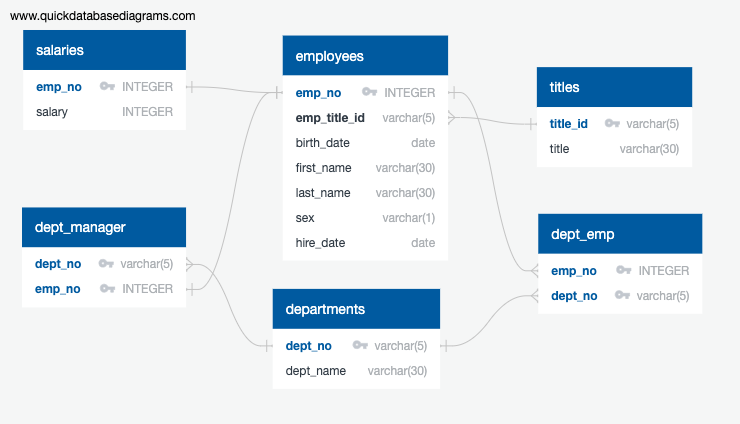 www.quickdatabasediagrams.com
salaries
emp_no INTEGER
salary INTEGER
employees
emp_no INTEGER
emp_title_id varchar(5)
birth_date date
first_name varchar(30)
last_name varchar(30)
sex varchar(1)
hire_date date
titles
title_id varchar(5)
title varchar(30)
dept_manager
dept_no varchar(5)
emp_no INTEGER
departments
dept_no varchar(5)
dept_name varchar(30)
dept_emp
emp_no INTEGER
dept_no varchar(5)